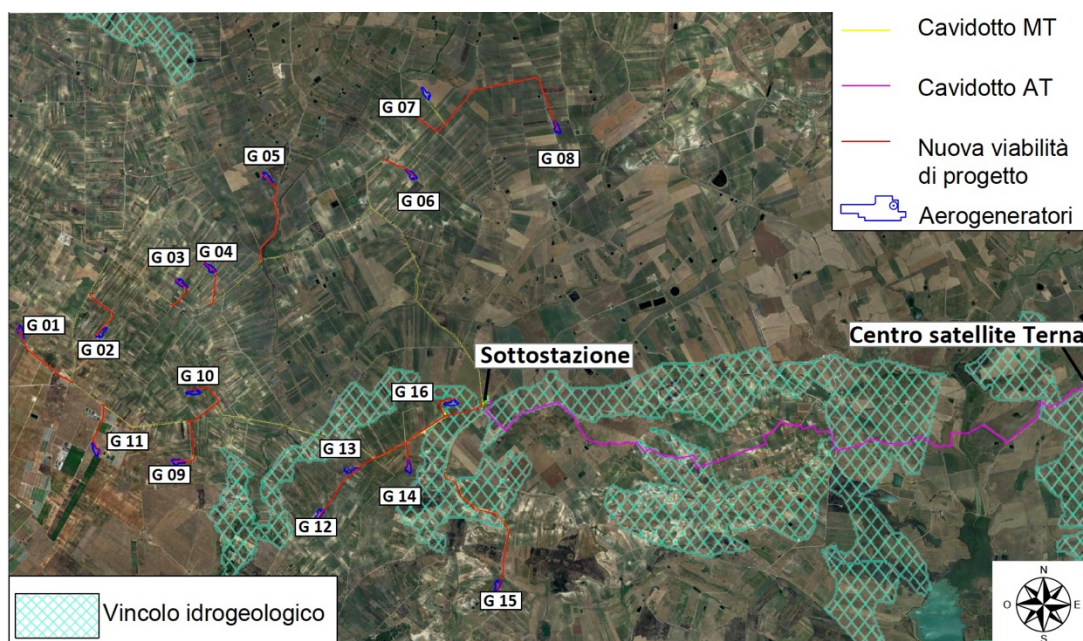 Cavidotto MT
Cavidotto AT
Nuova viabilità
di progetto
Aerogeneratori
G 07
G 08
G 05
G 06
G 03
G 04
G 01
G 02
Centro satellite Terna
Sottostazione
G 10
G 16
G 11
G 13
G 09
G 14
G 12
G 15
Vincolo idrogeologico
N
O
E
S